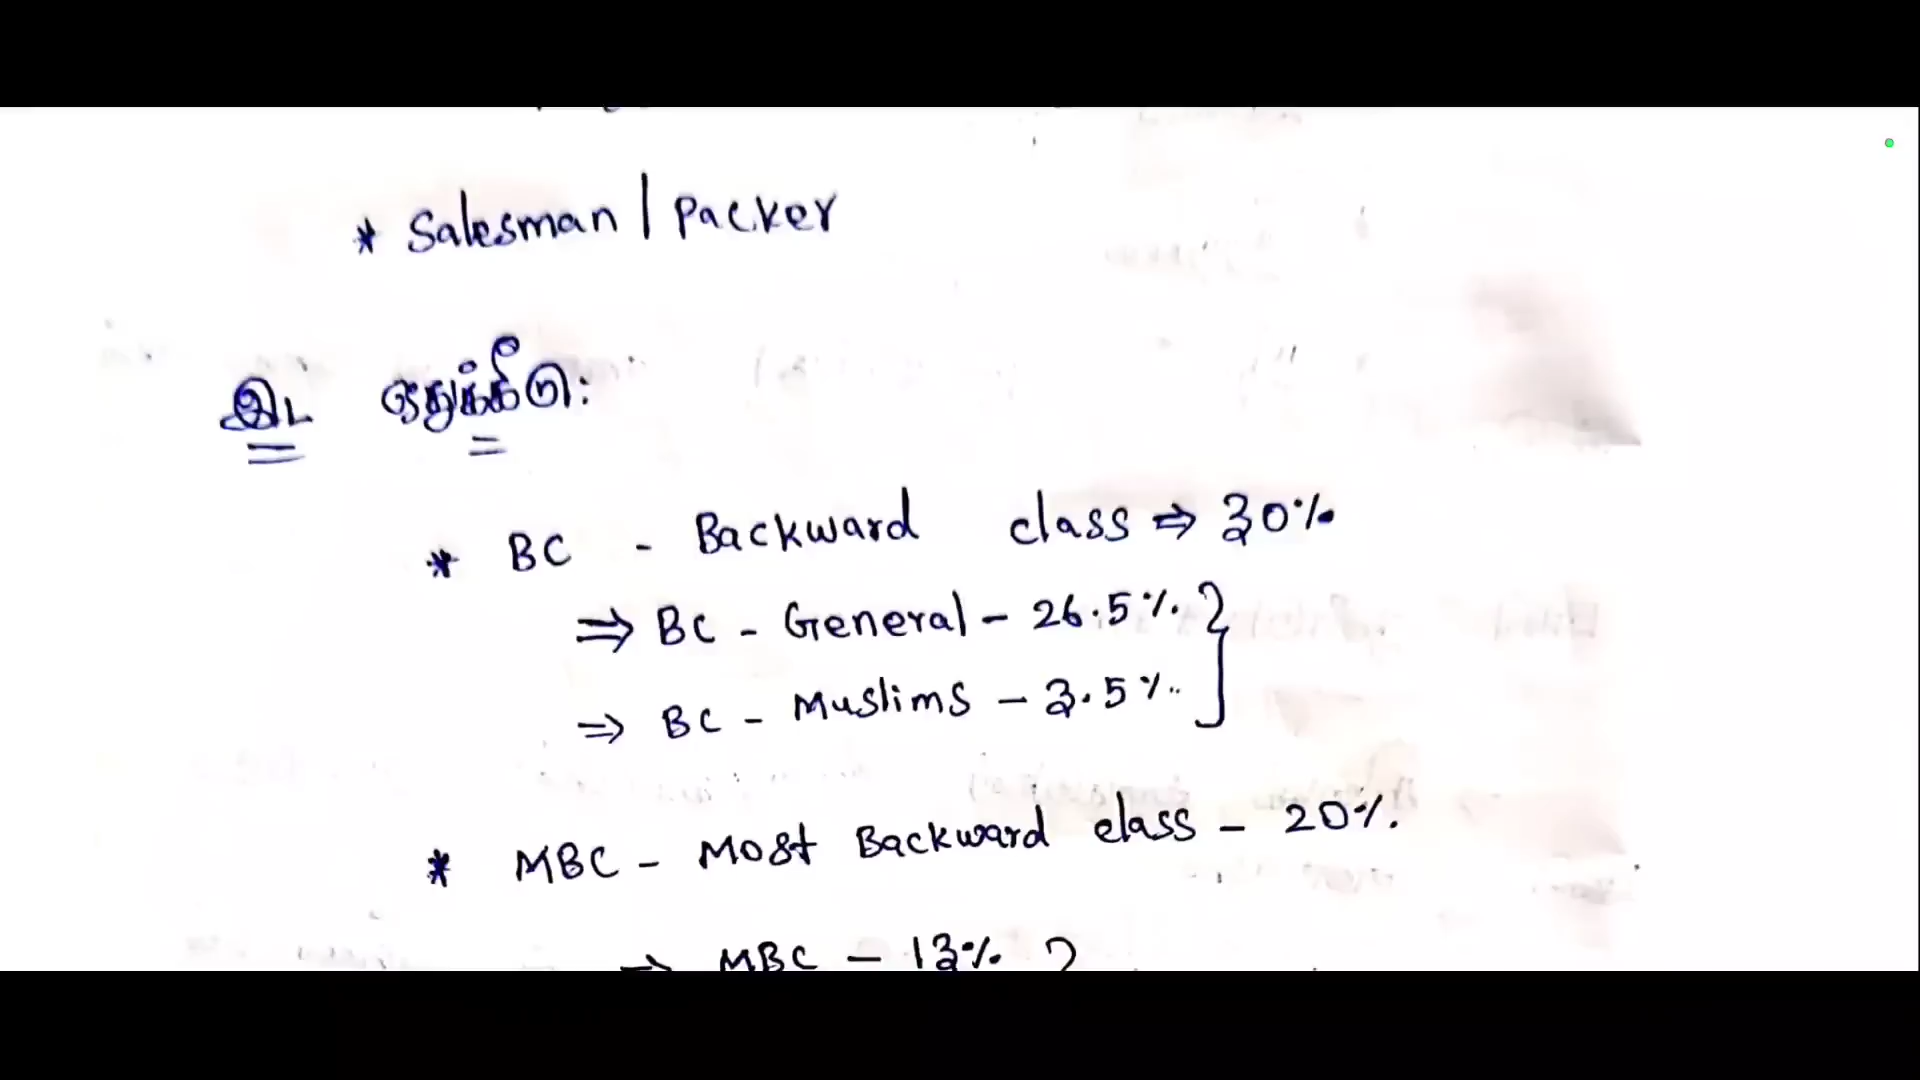 * Salesman | Packer
இட ஒதுக்கீடு:
* BC - Backward class ⇒ 30%
⇒ BC - General - 26.5% }
⇒ BC - Muslims - 3.5%
* MBC - Most Backward class - 20%
⇒ MBC - 13% }